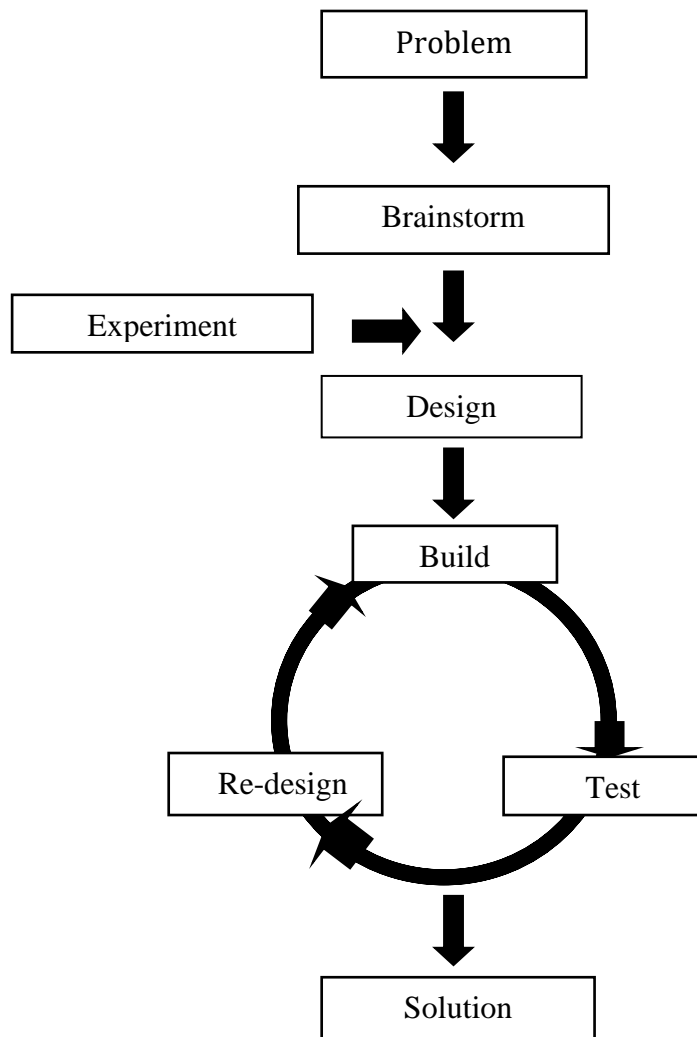 Problem
Brainstorm
Experiment
Design
Build
Re-design
Test
Solution